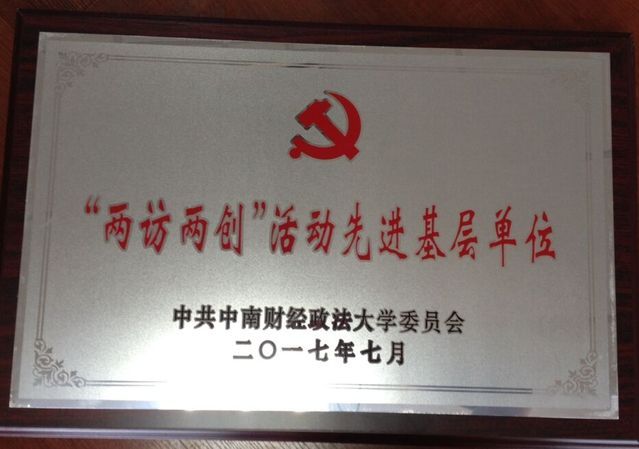 “两访两创”活动先进基层单位
中共中南财经政法大学委员会
二〇一七年七月